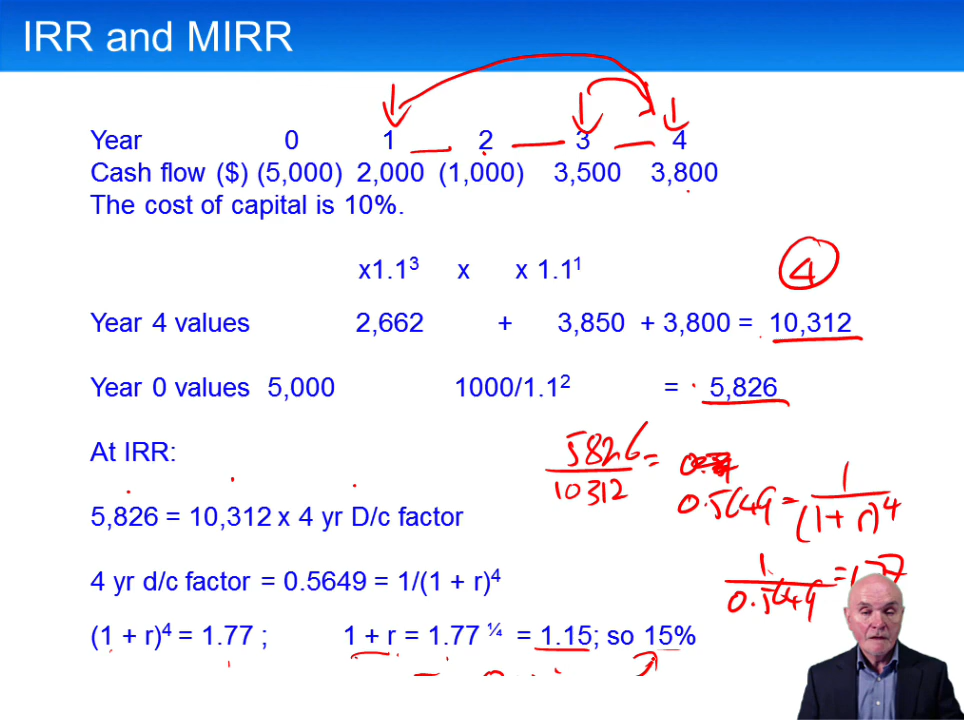 IRR and MIRR
Year 0 1 2 3 4
Cash flow ($) (5,000) 2,000 (1,000) 3,500 3,800
The cost of capital is 10%.
x1.1³ x x 1.1¹
4
Year 4 values 2,662 + 3,850 + 3,800 = 10,312
Year 0 values 5,000 1000/1.1² = 5,826
At IRR:
5826
10312 =
0.5649 = 1/(1+r)⁴
5,826 = 10,312 x 4 yr D/c factor
4 yr d/c factor = 0.5649 = 1/(1 + r)⁴
1/0.5649 =
(1 + r)⁴ = 1.77 ; 1 + r = 1.77 ¼ = 1.15; so 15%